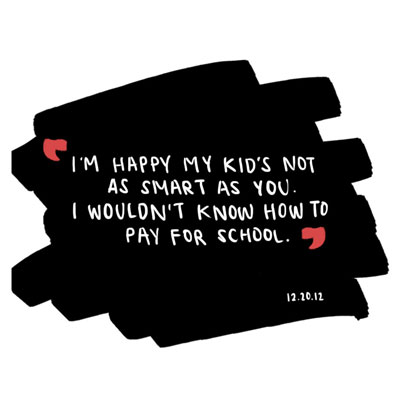 I'M HAPPY MY KID'S NOT
AS SMART AS YOU.
I WOULDN'T KNOW HOW TO
PAY FOR SCHOOL.
12.20.12